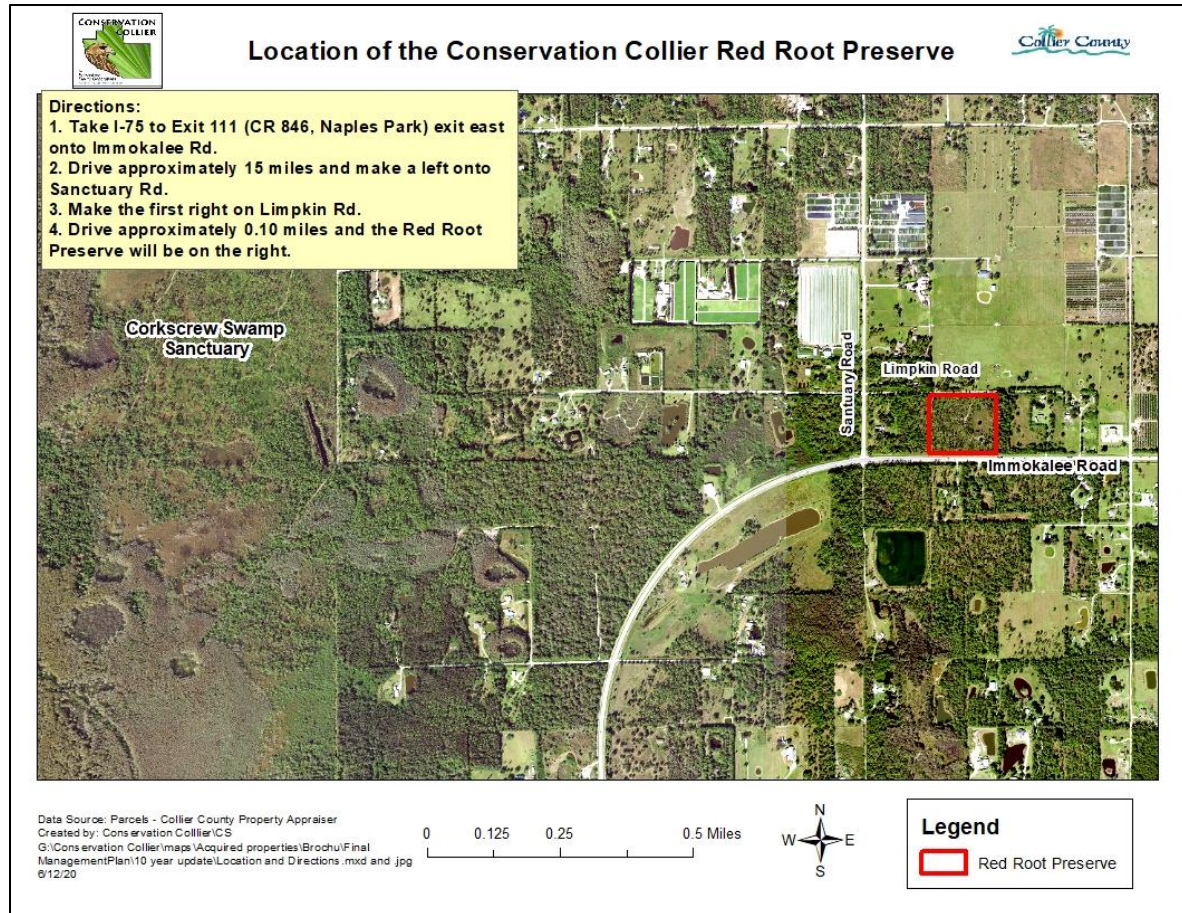 CONSERVATION
COLLIER
Location of the Conservation Collier Red Root Preserve
Collier County
Directions:
1. Take I-75 to Exit 111 (CR 846, Naples Park) exit east
onto Immokalee Rd.
2. Drive approximately 15 miles and make a left onto
Sanctuary Rd.
3. Make the first right on Limpkin Rd.
4. Drive approximately 0.10 miles and the Red Root
Preserve will be on the right.
Corkscrew Swamp
Sanctuary
Santuary Road
Limpkin Road
Immokalee Road
Data Source: Parcels - Collier County Property Appraiser
Created by: Conservation Colllier\CS
G:\Conservation Collier\maps\Acquired properties\Brochu\Final
ManagementPlan\10 year update\Location and Directions .mxd and .jpg
6/12/20
0 0.125 0.25 0.5 Miles
N
W E
S
Legend
Red Root Preserve